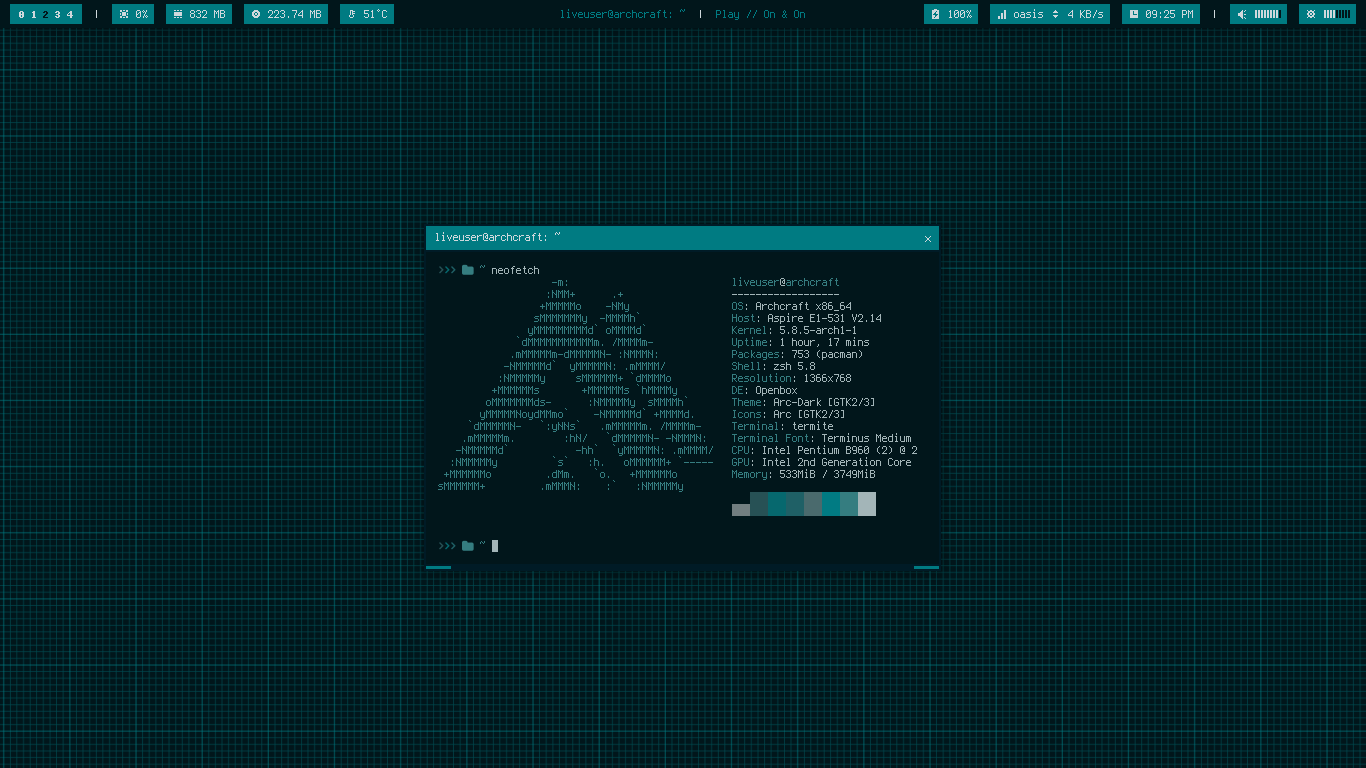 0 1 2 3 4 | 0% 832 MB 223.74 MB 51°C liveuser@archcraft: ~ | Play // On & On 100% oasis 4 KB/s 09:25 PM |
liveuser@archcraft: ~ ×
>>> ~ neofetch
-m:
:NMM+ .+
+MMMMMo -NMy
sMMMMMMMy -MMMMh`
yMMMMMMMMMd` oMMMMd`
`dMMMMMMMMMMMm. /MMMMm-
.mMMMMMm-dMMMMMN- :NMMMN:
-NMMMMMd` yMMMMMN: .mMMMM/
:NMMMMMy sMMMMMM+ `dMMMMo
+MMMMMMs +MMMMMMs `hMMMMy
oMMMMMMMds- :NMMMMMMy sMMMMh`
yMMMMMNoydMMmo` -NMMMMMMd` +MMMMd.
`dMMMMMN- `:yNNs` .mMMMMMm. /MMMMm-
.mMMMMMm. :hN/ `dMMMMMN- -NMMMN:
-NMMMMMd` -hh` `yMMMMMN: .mMMMM/
:NMMMMMy `s` :h. oMMMMMM+ `-----
+MMMMMMo .dMm. `o. +MMMMMMo
sMMMMMM+ .mMMMN: :` :NMMMMMy
liveuser@archcraft
------------------
OS: Archcraft x86_64
Host: Aspire E1-531 V2.14
Kernel: 5.8.5-arch1-1
Uptime: 1 hour, 17 mins
Packages: 753 (pacman)
Shell: zsh 5.8
Resolution: 1366x768
DE: Openbox
Theme: Arc-Dark [GTK2/3]
Icons: Arc [GTK2/3]
Terminal: termite
Terminal Font: Terminus Medium
CPU: Intel Pentium B960 (2) @ 2
GPU: Intel 2nd Generation Core
Memory: 533MiB / 3749MiB
>>> ~